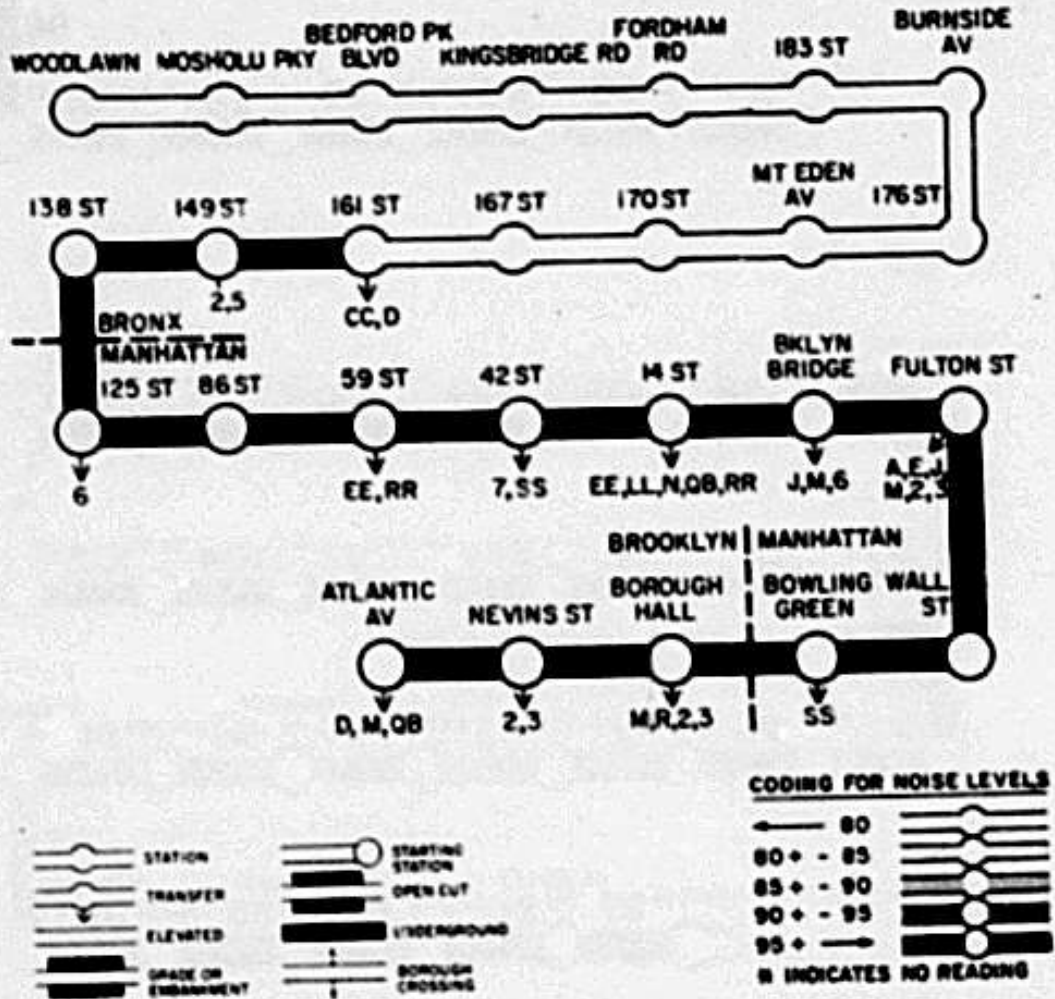 WOODLAWN
MOSHOLU PKY
BEDFORD PK
BLVD
KINGSBRIDGE RD
FORDHAM
RD
183 ST
BURNSIDE
AV
138 ST
149 ST
161 ST
167 ST
170 ST
MT EDEN
AV
176 ST
2,5
CC, D
BRONX
MANHATTAN
125 ST
86 ST
59 ST
42 ST
14 ST
BKLYN
BRIDGE
FULTON ST
6
EE, RR
7, SS
EE, LL, N, QB, RR
J, M, 6
A, E, J,
M, 2, 3
BROOKLYN
MANHATTAN
ATLANTIC
AV
NEVINS ST
BOROUGH
HALL
BOWLING
GREEN
WALL
ST
D, M, QB
2,3
M, R, 2, 3
SS
CODING FOR NOISE LEVELS
80
80 + - 85
85 + - 90
90 + - 95
95 +
N INDICATES NO READING
STATION
TRANSFER
ELEVATED
GRADE OR
EMBANKMENT
STARTING
STATION
OPEN CUT
UNDERGROUND
BOROUGH
CROSSING